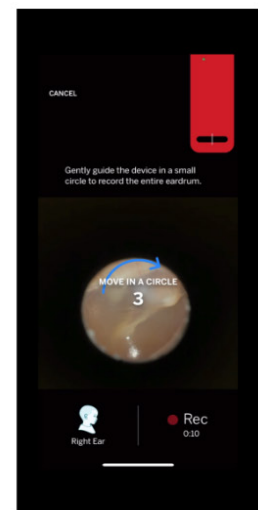 CANCEL
Gently guide the device in a small
circle to record the entire eardrum.
MOVE IN A CIRCLE
3
Right Ear
Rec
0:10